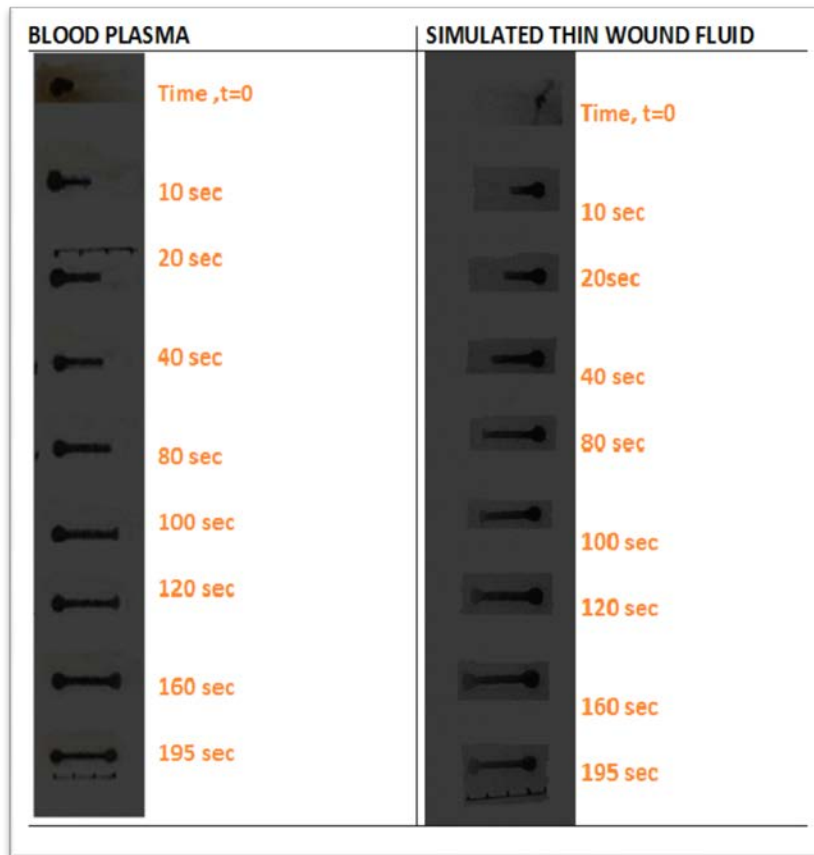 BLOOD PLASMA
Time ,t=0
10 sec
20 sec
40 sec
80 sec
100 sec
120 sec
160 sec
195 sec
SIMULATED THIN WOUND FLUID
Time, t=0
10 sec
20sec
40 sec
80 sec
100 sec
120 sec
160 sec
195 sec